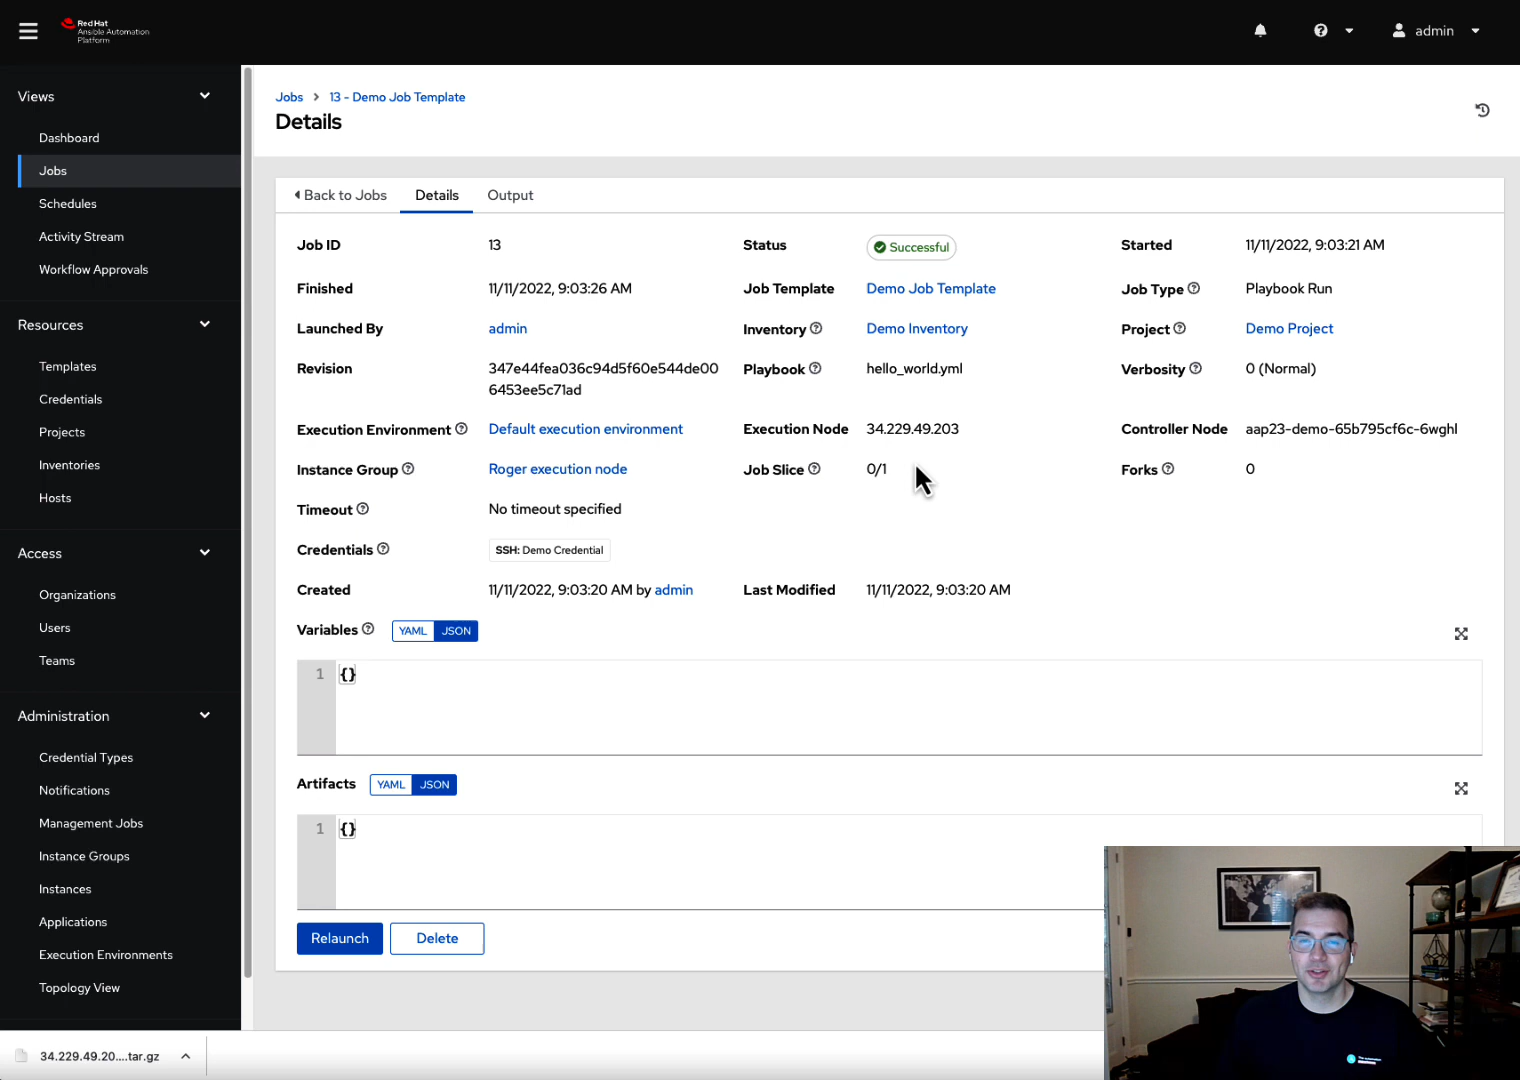 Red Hat
Ansible Automation
Platform
admin
Views
Dashboard
Jobs
Schedules
Activity Stream
Workflow Approvals
Resources
Templates
Credentials
Projects
Inventories
Hosts
Access
Organizations
Users
Teams
Administration
Credential Types
Notifications
Management Jobs
Instance Groups
Instances
Applications
Execution Environments
Topology View
Jobs > 13 - Demo Job Template
Details
Back to Jobs Details Output
Job ID 13 Status Successful Started 11/11/2022, 9:03:21 AM
Finished 11/11/2022, 9:03:26 AM Job Template Demo Job Template Job Type Playbook Run
Launched By admin Inventory Demo Inventory Project Demo Project
Revision 347e44fea036c94d5f60e544de00 Playbook hello_world.yml Verbosity 0 (Normal)
6453ee5c71ad
Execution Environment Default execution environment Execution Node 34.229.49.203 Controller Node aap23-demo-65b795cf6c-6wghl
Instance Group Roger execution node Job Slice 0/1 Forks 0
Timeout No timeout specified
Credentials SSH: Demo Credential
Created 11/11/2022, 9:03:20 AM by admin Last Modified 11/11/2022, 9:03:20 AM
Variables YAML JSON
1 {}
Artifacts YAML JSON
1 {}
Relaunch Delete
34.229.49.20....tar.gz